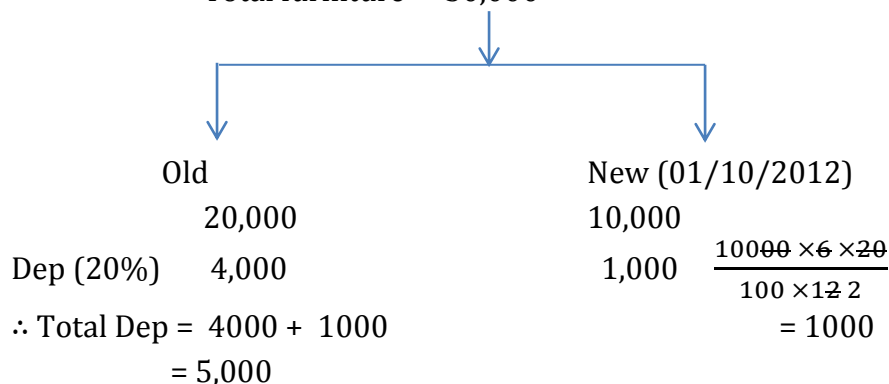 Old New (01/10/2012)
20,000 10,000
Dep (20%) 4,000 1,000 10000 × 6 × 20
100 × 12 2
∴ Total Dep = 4000 + 1000 = 1000
= 5,000